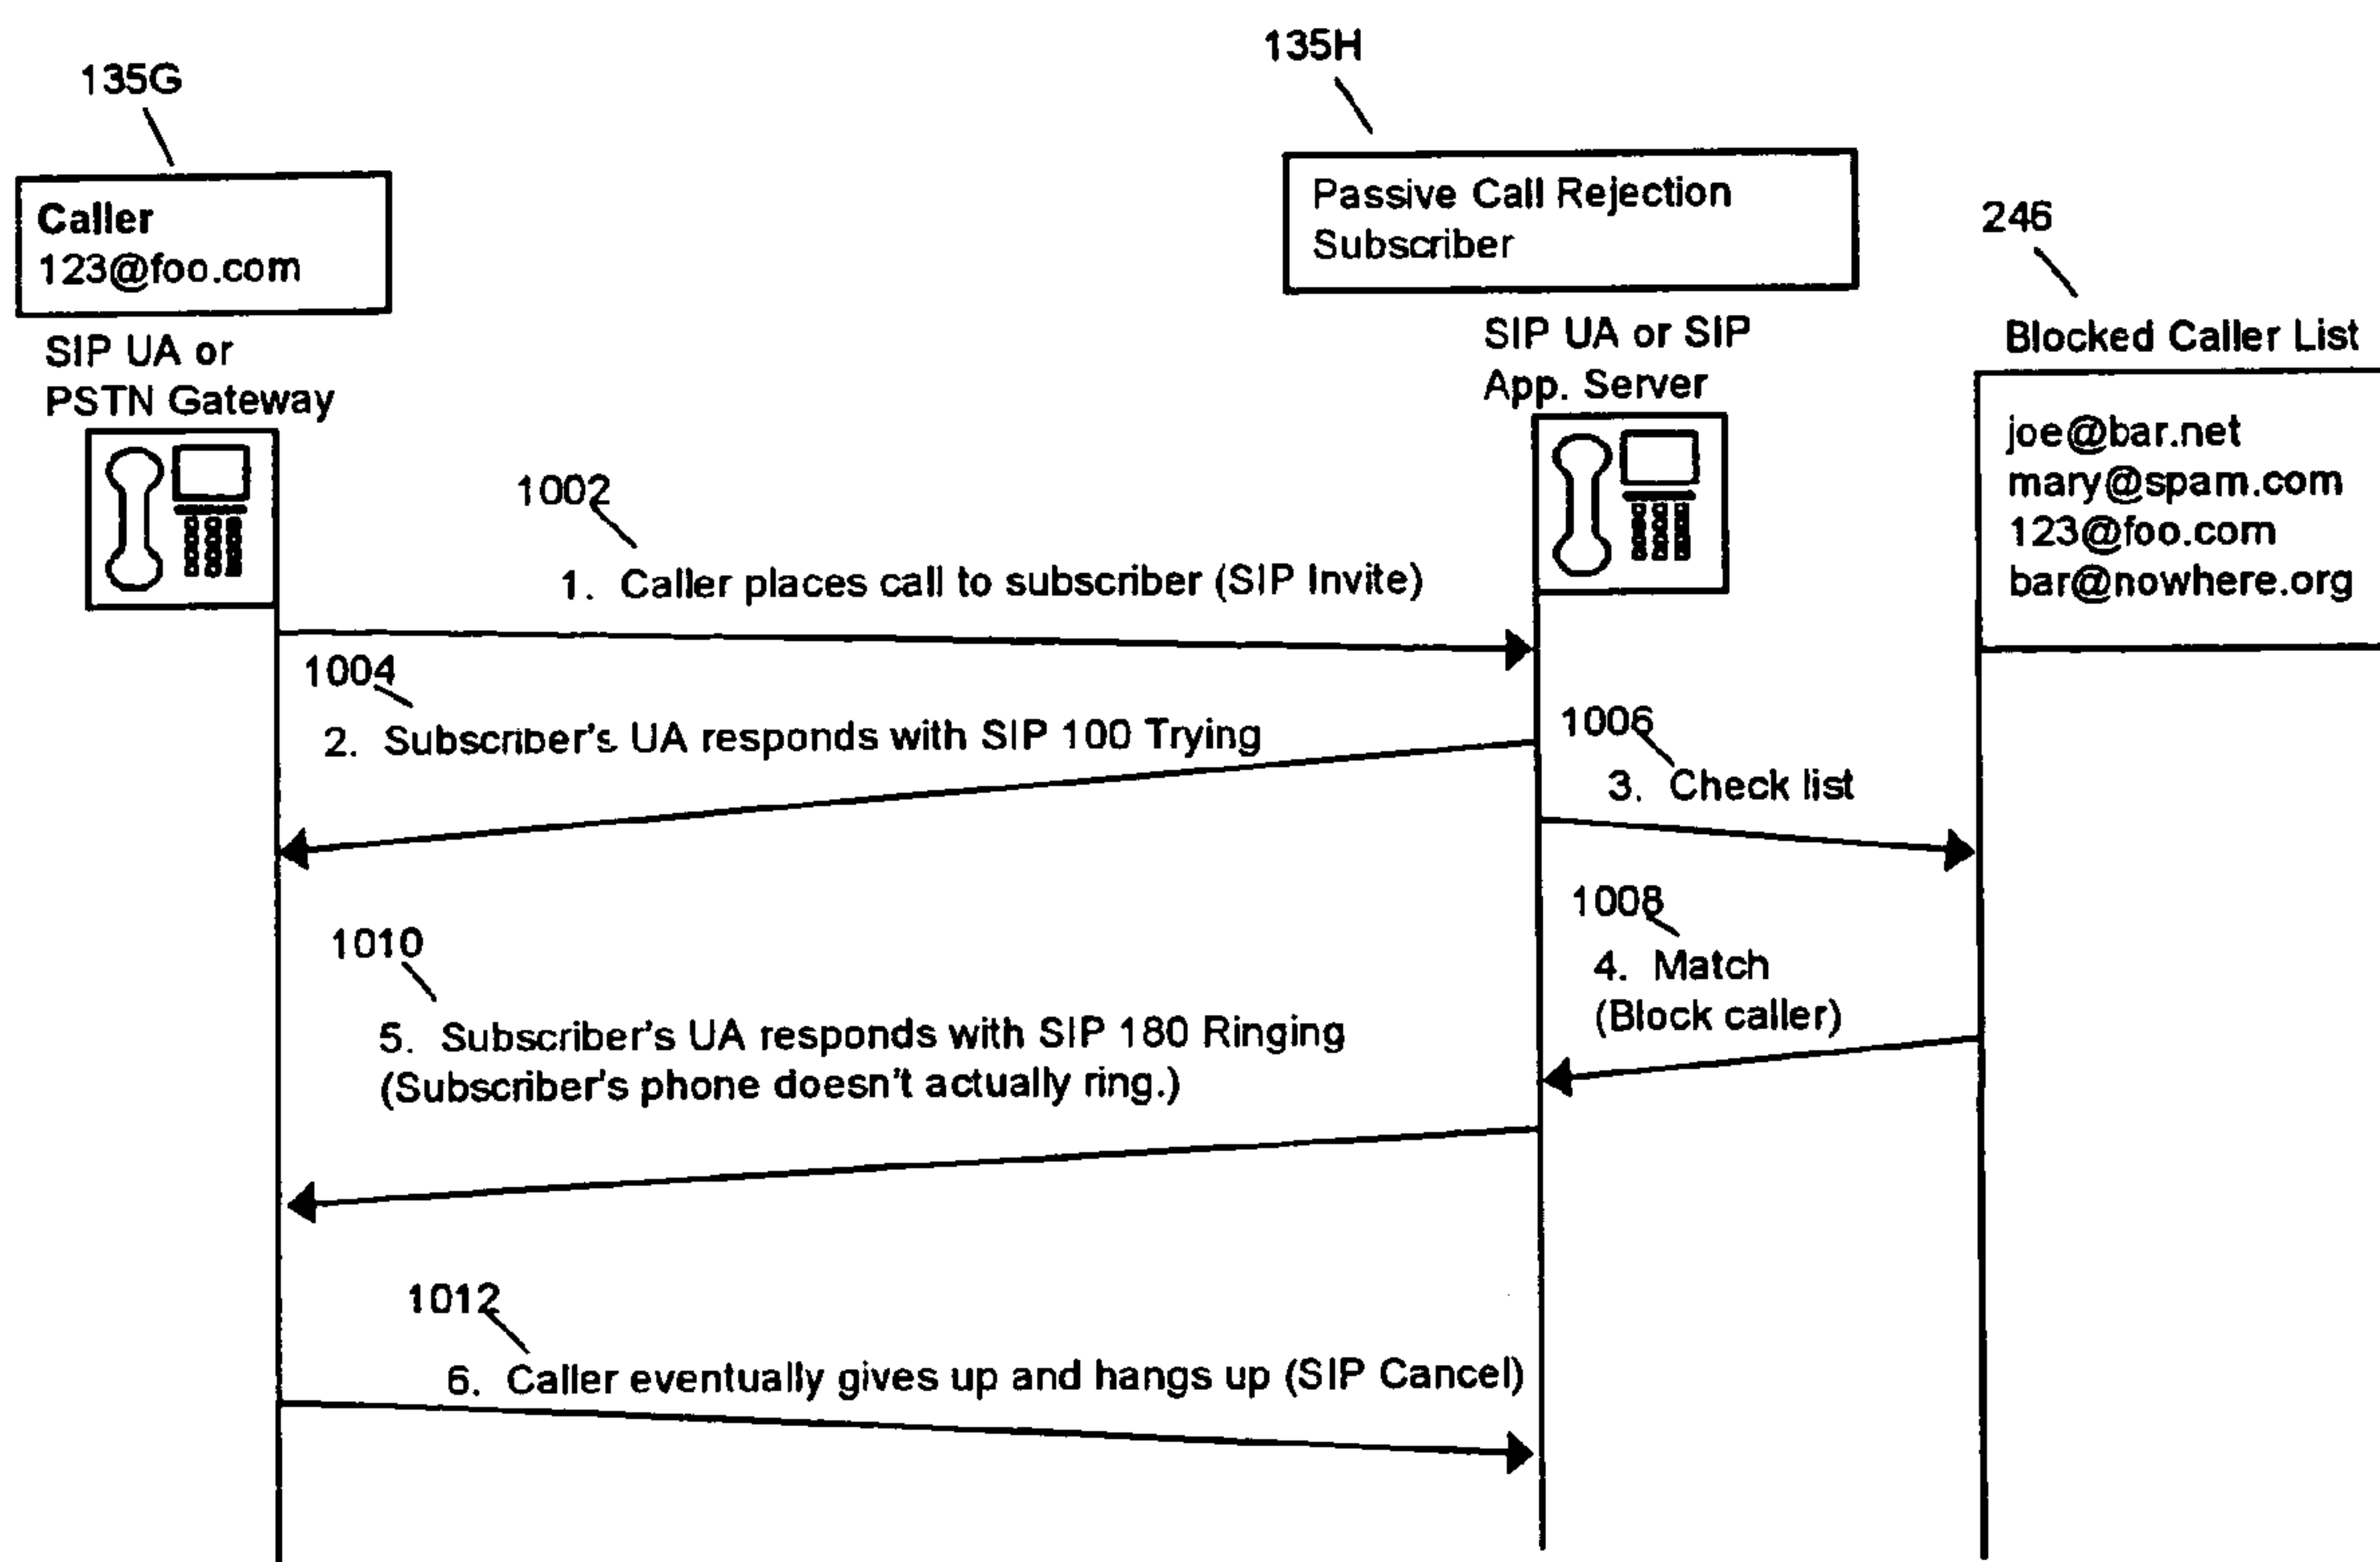 135G
135H
Caller
123@foo.com
Passive Call Rejection
Subscriber
246
SIP UA or
PSTN Gateway
SIP UA or SIP
App. Server
Blocked Caller List
joe@bar.net
mary@spam.com
123@foo.com
bar@nowhere.org
1002
1. Caller places call to subscriber (SIP Invite)
1004
2. Subscriber's UA responds with SIP 100 Trying
1006
3. Check list
1008
4. Match
(Block caller)
1010
5. Subscriber's UA responds with SIP 180 Ringing
(Subscriber's phone doesn't actually ring.)
1012
6. Caller eventually gives up and hangs up (SIP Cancel)